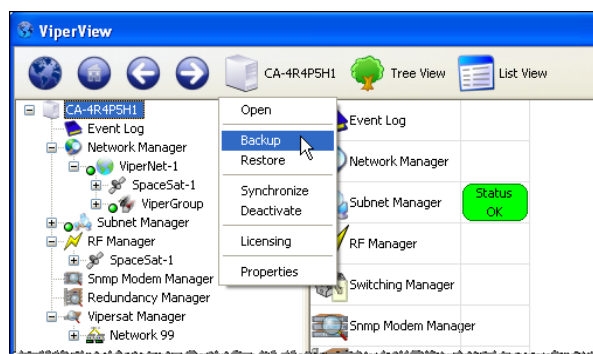 ViperView
CA-4R4P5H1
Tree View
List View
CA-4R4P5H1
Event Log
Network Manager
ViperNet-1
SpaceSat-1
ViperGroup
Subnet Manager
RF Manager
SpaceSat-1
Snmp Modem Manager
Redundancy Manager
Vipersat Manager
Network 99
Open
Backup
Restore
Synchronize
Deactivate
Licensing
Properties
Event Log
Network Manager
Subnet Manager
Status
OK
RF Manager
Switching Manager
Snmp Modem Manager